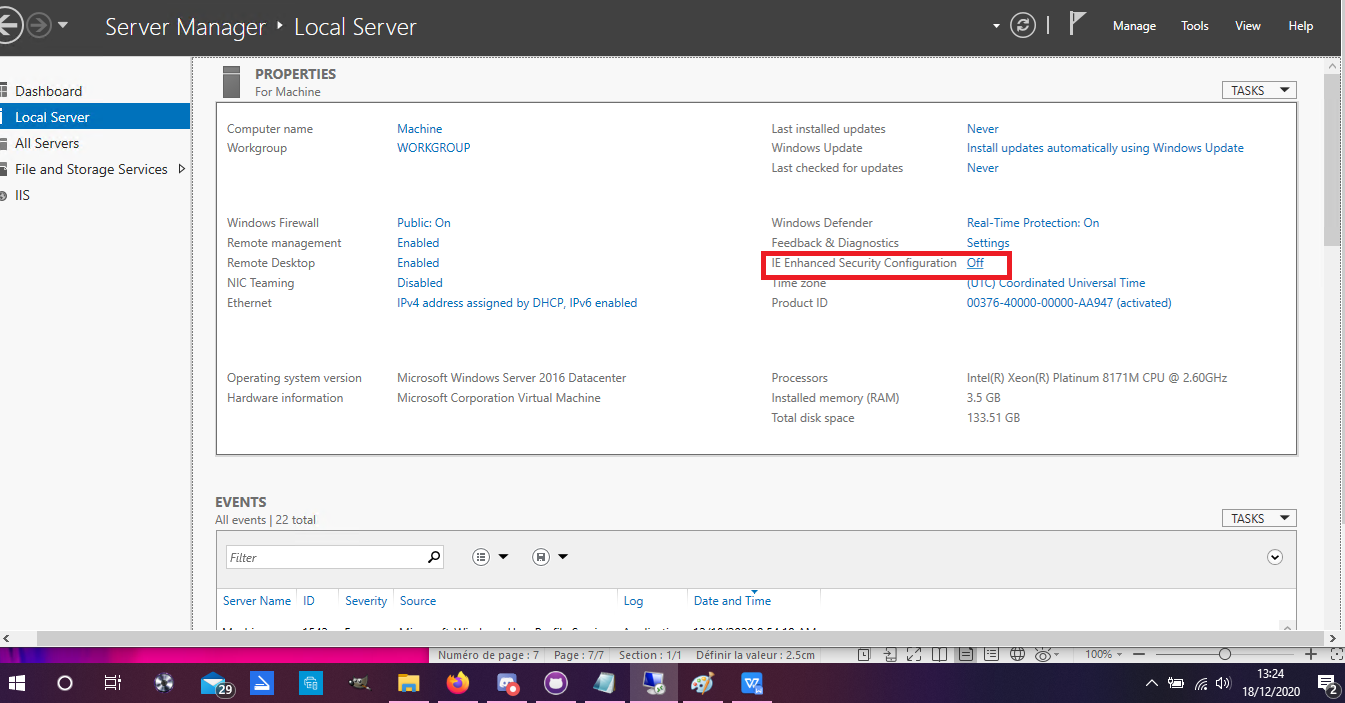 Server Manager ‣ Local Server
Manage Tools View Help
Dashboard
Local Server
All Servers
File and Storage Services
IIS
PROPERTIES
For Machine
TASKS
Computer name Machine
Workgroup WORKGROUP
Last installed updates Never
Windows Update Install updates automatically using Windows Update
Last checked for updates Never
Windows Firewall Public: On
Remote management Enabled
Remote Desktop Enabled
NIC Teaming Disabled
Ethernet IPv4 address assigned by DHCP, IPv6 enabled
Windows Defender Real-Time Protection: On
Feedback & Diagnostics Settings
IE Enhanced Security Configuration Off
Time zone (UTC) Coordinated Universal Time
Product ID 00376-40000-00000-AA947 (activated)
Operating system version Microsoft Windows Server 2016 Datacenter
Hardware information Microsoft Corporation Virtual Machine
Processors Intel(R) Xeon(R) Platinum 8171M CPU @ 2.60GHz
Installed memory (RAM) 3.5 GB
Total disk space 133.51 GB
EVENTS
All events | 22 total
TASKS
Filter
Server Name ID Severity Source Log Date and Time
Numéro de page : 7 Page : 7/7 Section : 1/1 Définir la valeur : 2.5cm 100%
29
13:24
18/12/2020
2